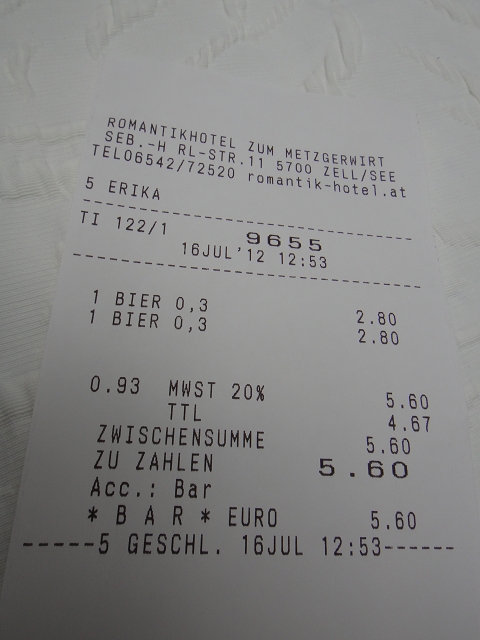 ROMANTIKHOTEL ZUM METZGERWIRT
SEB.-H RL-STR.11 5700 ZELL/SEE
TEL06542/72520 romantik-hotel.at
5 ERIKA
TI 122/1 9655
16JUL'12 12:53
1 BIER 0,3 2.80
1 BIER 0,3 2.80
0.93 MWST 20% 5.60
TTL 4.67
ZWISCHENSUMME 5.60
ZU ZAHLEN 5.60
Acc.: Bar
* B A R * EURO 5.60
-----5 GESCHL. 16JUL 12:53------